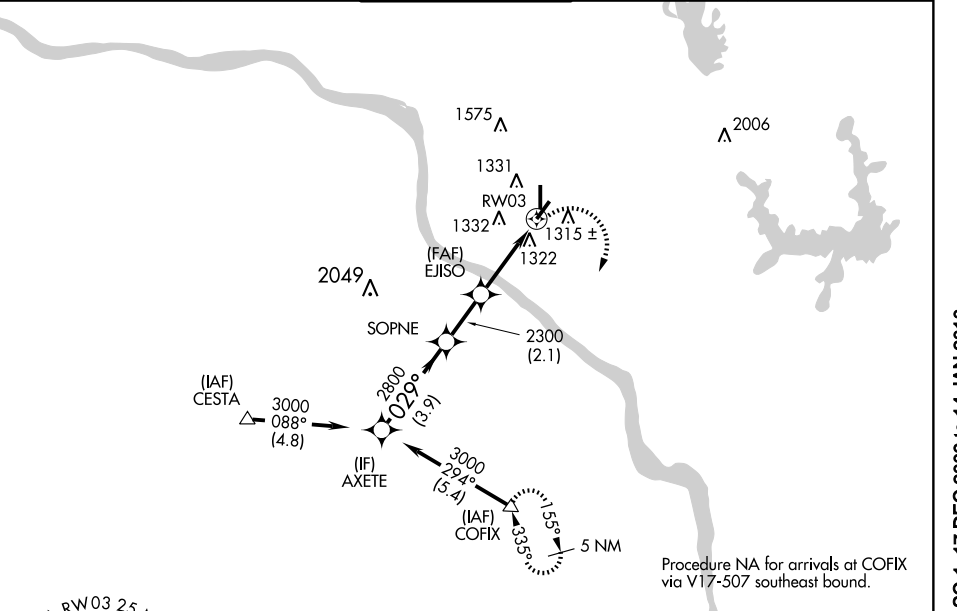 1575
2006
1331
RW03
1332
1315 ±
1322
(FAF)
EJISO
2049
SOPNE
2300
(2.1)
2800
029°
(3.9)
(IAF)
CESTA
3000
088°
(4.8)
(IF)
AXETE
3000
294°
(5.4)
(IAF)
COFIX
155°
335°
5 NM
Procedure NA for arrivals at COFIX
via V17-507 southeast bound.
RW03 25